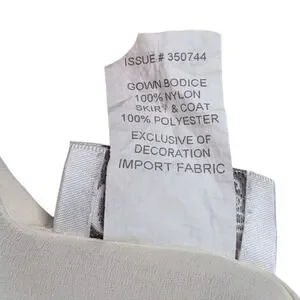 ISSUE # 350744
GOWN BODICE
100% NYLON
SKIRT & COAT
100% POLYESTER
EXCLUSIVE OF
DECORATION
IMPORT FABRIC